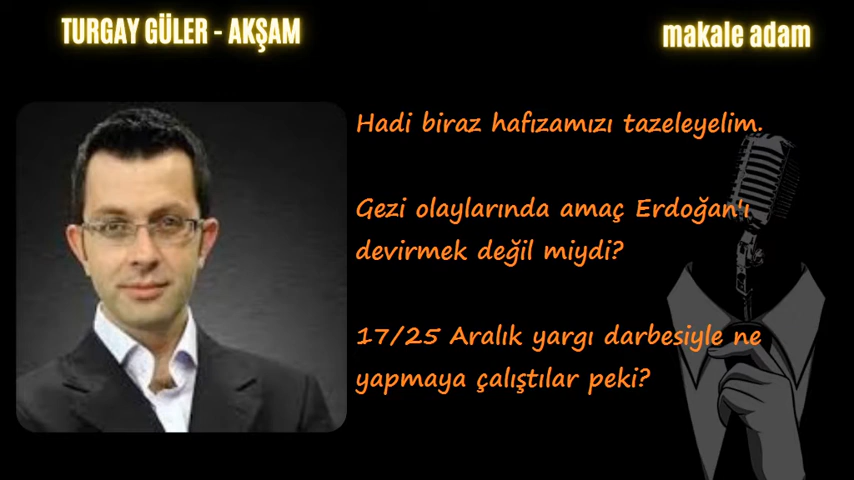 TURGAY GÜLER - AKŞAM
makale adam
Hadi biraz hafızamızı tazeleyelim.
Gezi olaylarında amaç Erdoğan'ı
devirmek değil miydi?
17/25 Aralık yargı darbesiyle ne
yapmaya çalıştılar peki?